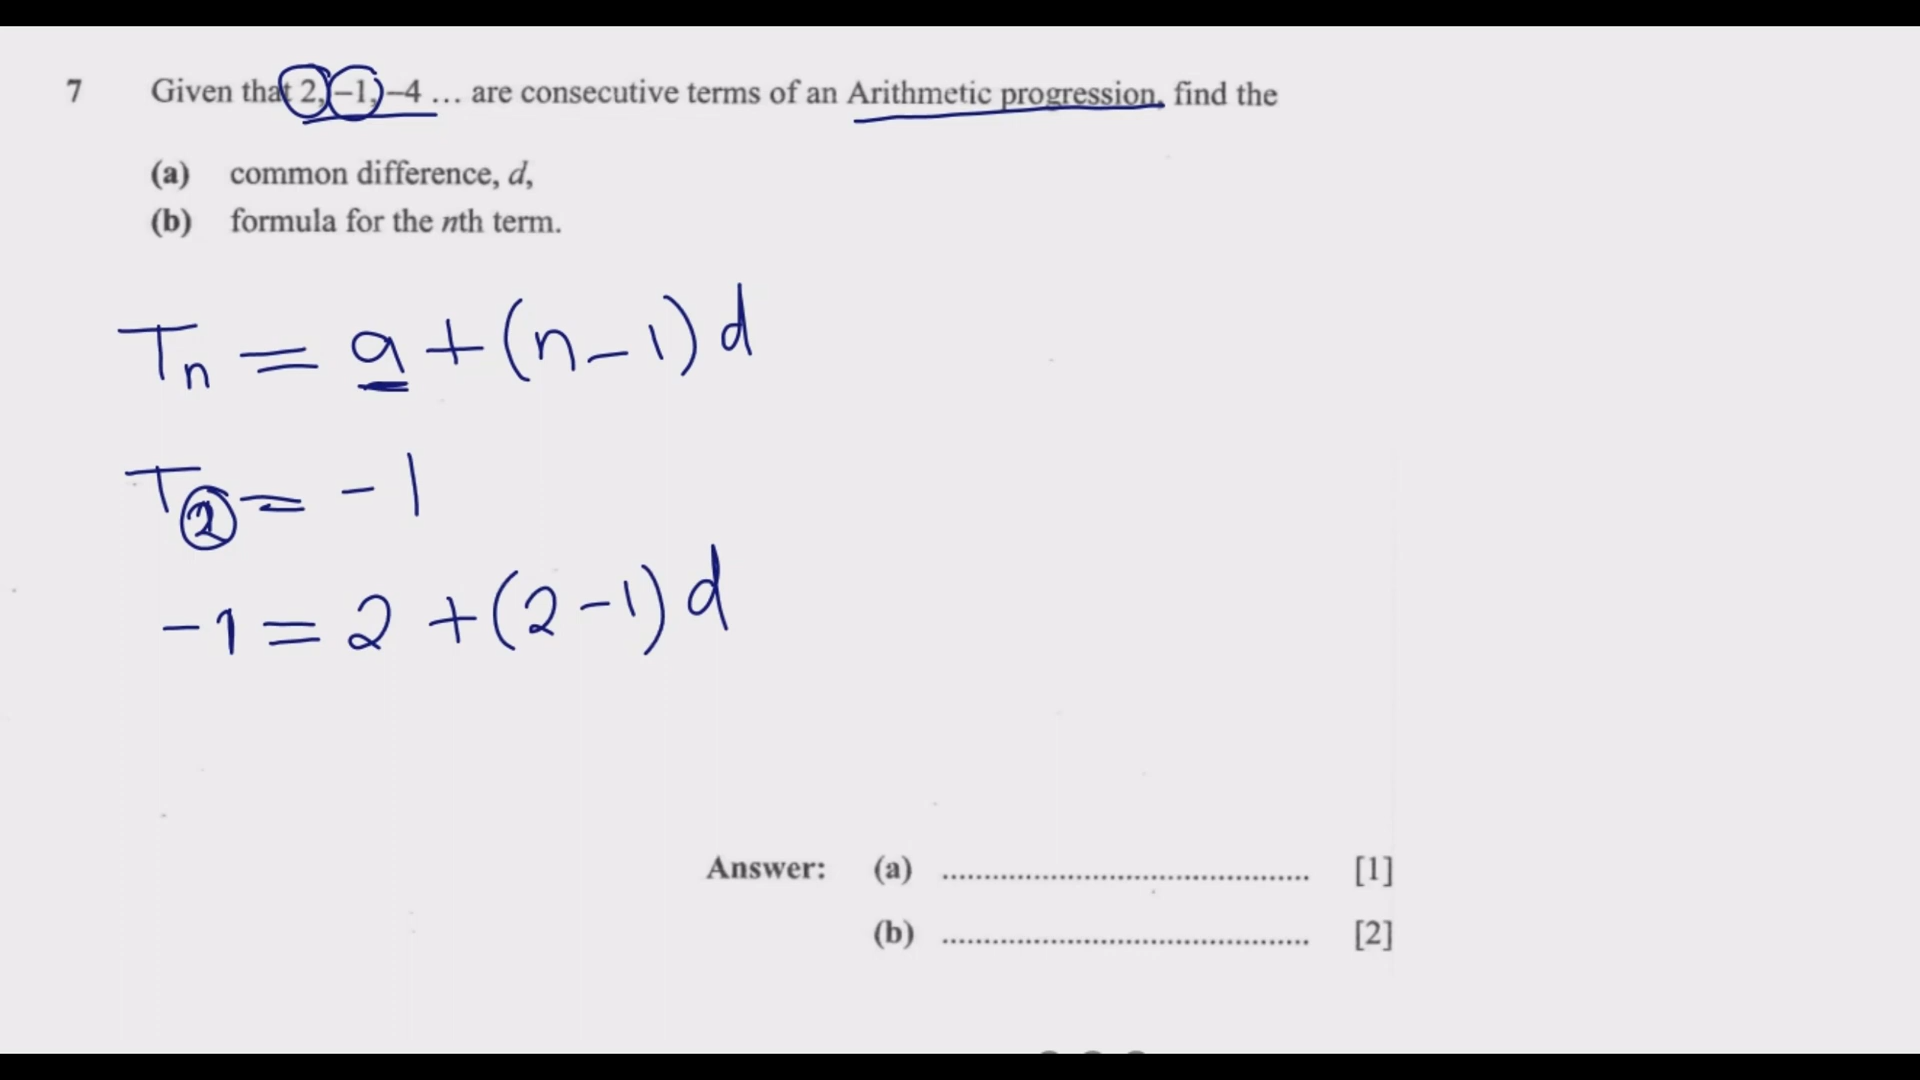 7 Given that 2, –1, –4 … are consecutive terms of an Arithmetic progression, find the
(a) common difference, d,
(b) formula for the nth term.
Tn = a + (n – 1) d
T2 = - 1
- 1 = 2 + (2 - 1) d
Answer: (a) ............................................ [1]
(b) ............................................ [2]